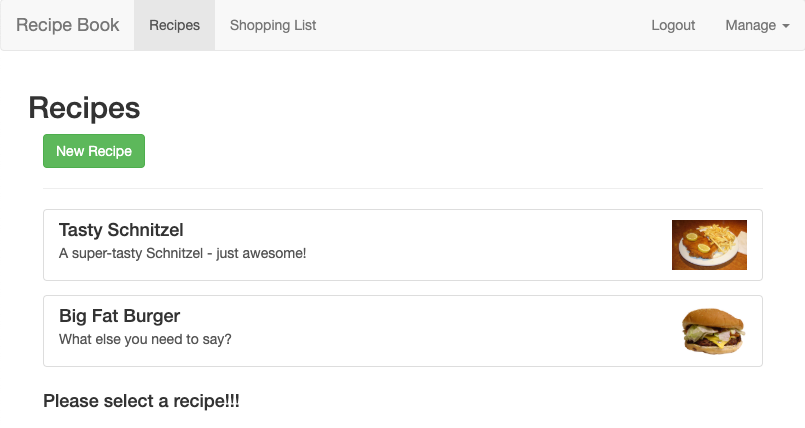 Recipe Book Recipes Shopping List Logout Manage
Recipes
New Recipe
Tasty Schnitzel
A super-tasty Schnitzel - just awesome!
Big Fat Burger
What else you need to say?
Please select a recipe!!!